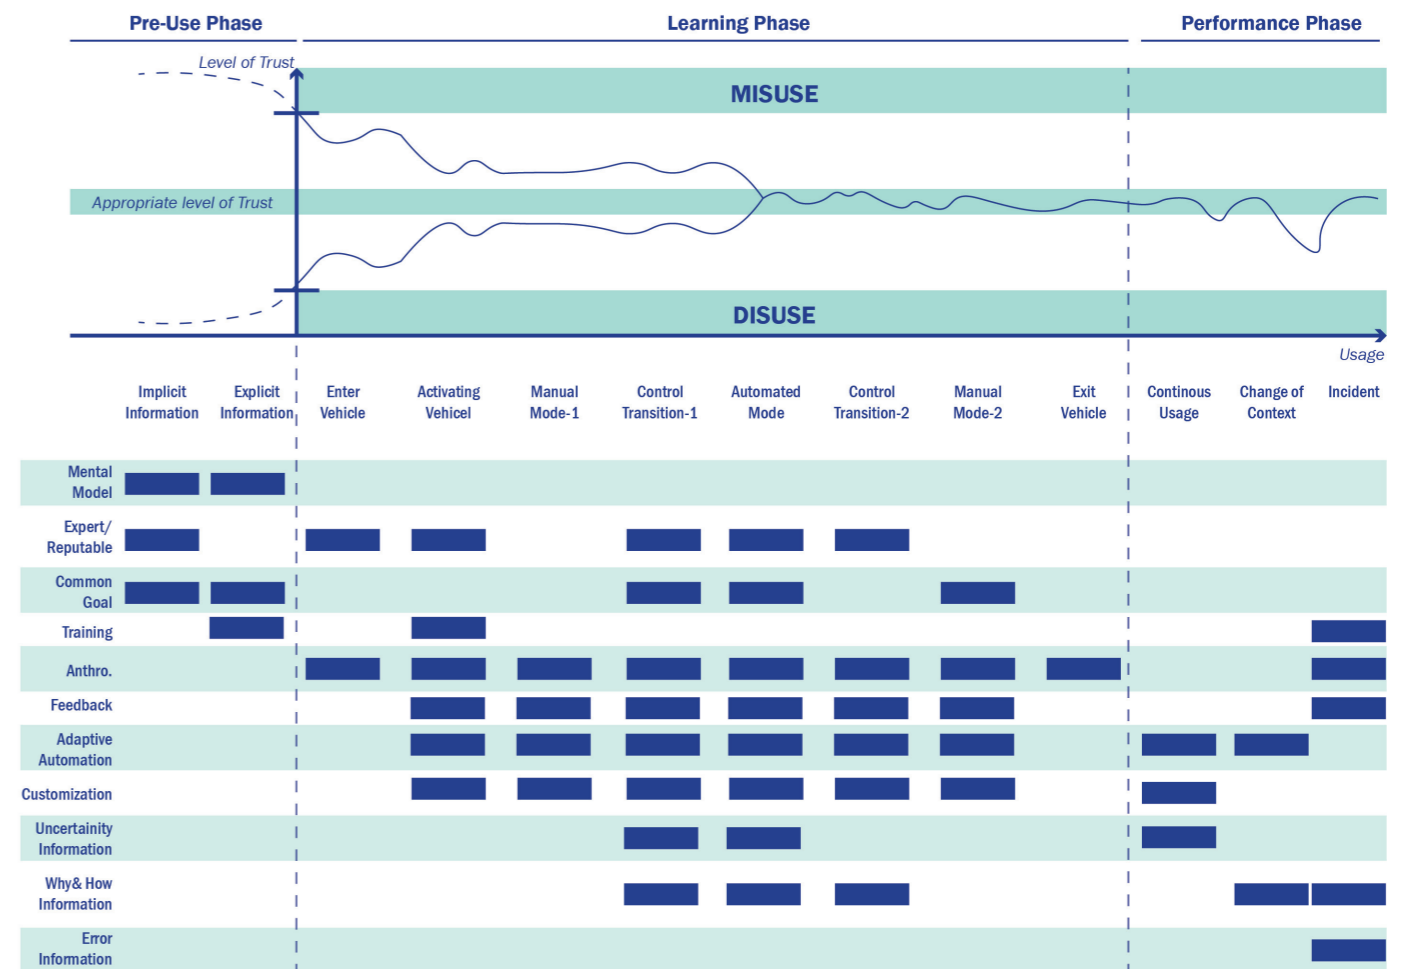 Pre-Use Phase
Learning Phase
Performance Phase
Level of Trust
MISUSE
Appropriate level of Trust
DISUSE
Usage
Implicit
Information
Explicit
Information
Enter
Vehicle
Activating
Vehicel
Manual
Mode-1
Control
Transition-1
Automated
Mode
Control
Transition-2
Manual
Mode-2
Exit
Vehicle
Continous
Usage
Change of
Context
Incident
Mental
Model
Expert/
Reputable
Common
Goal
Training
Anthro.
Feedback
Adaptive
Automation
Customization
Uncertainity
Information
Why& How
Information
Error
Information